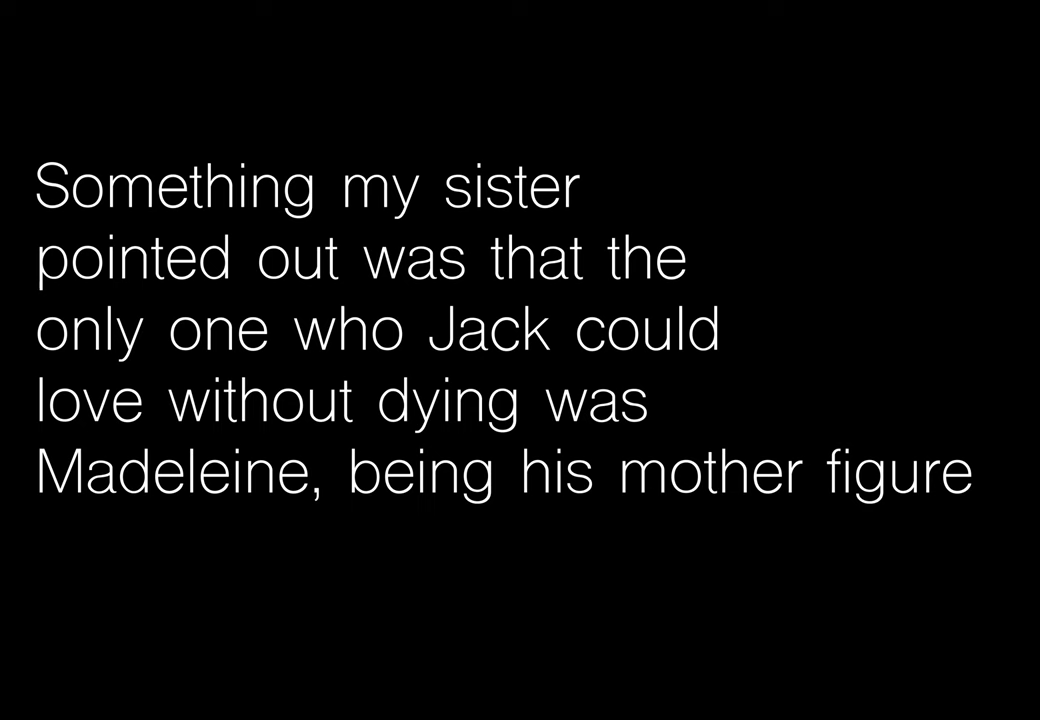 Something my sister
pointed out was that the
only one who Jack could
love without dying was
Madeleine, being his mother figure